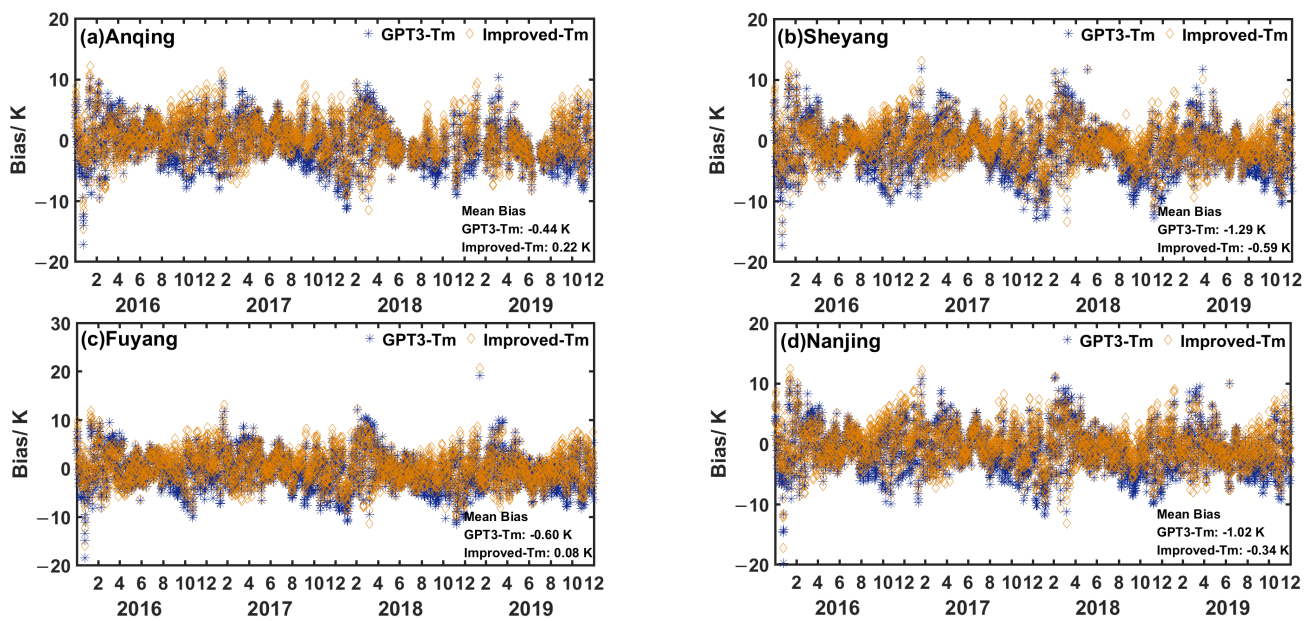 (a)Anqing
GPT3-Tm Improved-Tm
Bias/ K
20
10
0
−10
−20
Mean Bias
GPT3-Tm: -0.44 K
Improved-Tm: 0.22 K
2 4 6 8 10 12 2 4 6 8 10 12 2 4 6 8 10 12 2 4 6 8 10 12
2016 2017 2018 2019
(b)Sheyang
GPT3-Tm Improved-Tm
Bias/ K
20
10
0
−10
−20
Mean Bias
GPT3-Tm: -1.29 K
Improved-Tm: -0.59 K
2 4 6 8 10 12 2 4 6 8 10 12 2 4 6 8 10 12 2 4 6 8 10 12
2016 2017 2018 2019
(c)Fuyang
GPT3-Tm Improved-Tm
Bias/ K
30
20
10
0
−10
−20
Mean Bias
GPT3-Tm: -0.60 K
Improved-Tm: 0.08 K
2 4 6 8 10 12 2 4 6 8 10 12 2 4 6 8 10 12 2 4 6 8 10 12
2016 2017 2018 2019
(d)Nanjing
GPT3-Tm Improved-Tm
Bias/ K
20
10
0
−10
−20
Mean Bias
GPT3-Tm: -1.02 K
Improved-Tm: -0.34 K
2 4 6 8 10 12 2 4 6 8 10 12 2 4 6 8 10 12 2 4 6 8 10 12
2016 2017 2018 2019